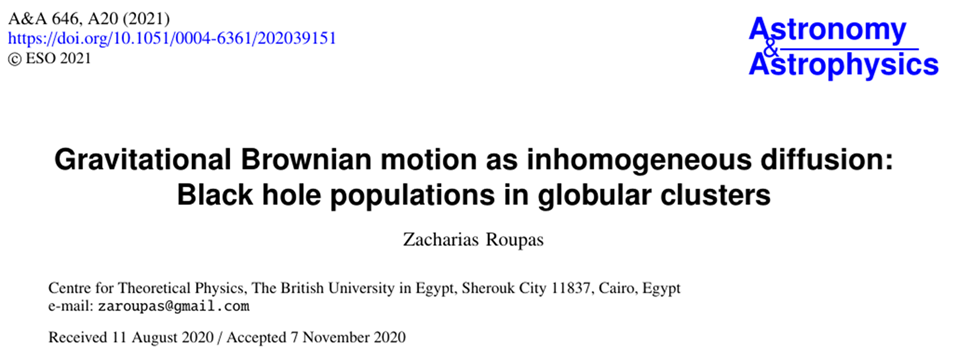 A&A 646, A20 (2021)
https://doi.org/10.1051/0004-6361/202039151
© ESO 2021
Astronomy
&
Astrophysics
Gravitational Brownian motion as inhomogeneous diffusion:
Black hole populations in globular clusters
Zacharias Roupas
Centre for Theoretical Physics, The British University in Egypt, Sherouk City 11837, Cairo, Egypt
e-mail: zaroupas@gmail.com
Received 11 August 2020 / Accepted 7 November 2020